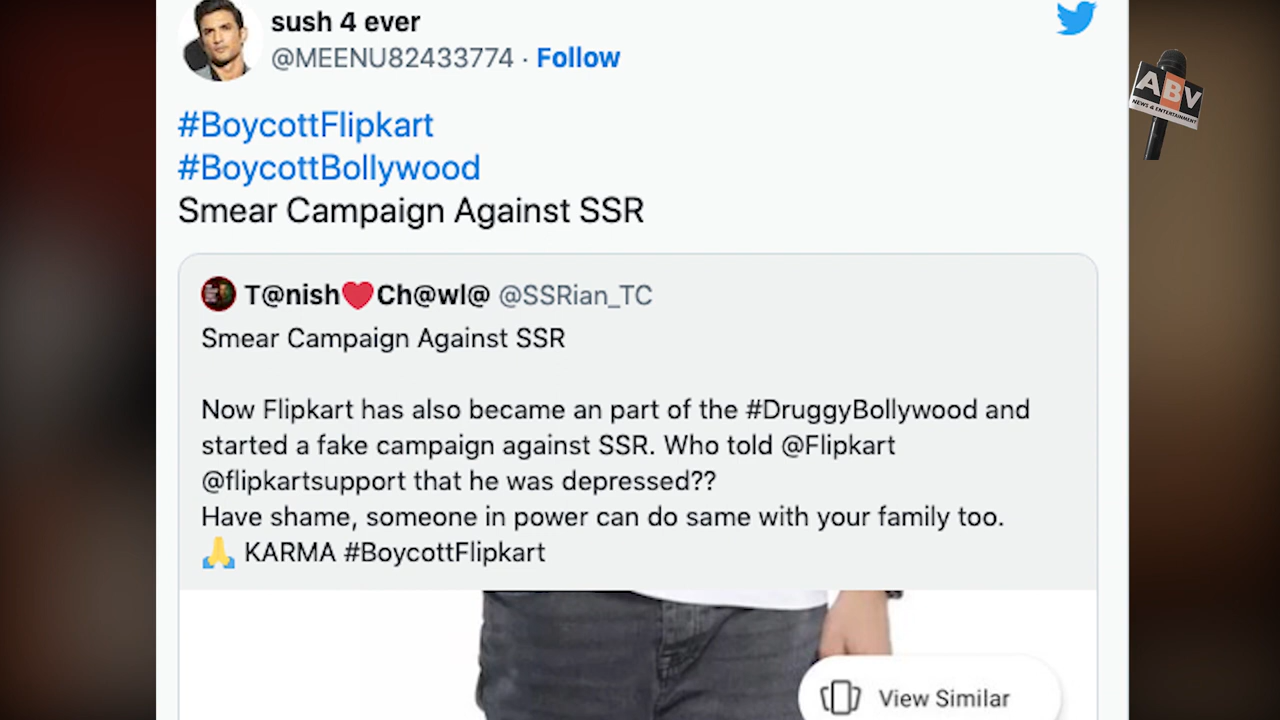 sush 4 ever
@MEENU82433774 · Follow
#BoycottFlipkart
#BoycottBollywood
Smear Campaign Against SSR
T@nish❤️Ch@wl@ @SSRian_TC
Smear Campaign Against SSR
Now Flipkart has also became an part of the #DruggyBollywood and
started a fake campaign against SSR. Who told @Flipkart
@flipkartsupport that he was depressed??
Have shame, someone in power can do same with your family too.
🙏 KARMA #BoycottFlipkart
View Similar
ABV
NEWS & ENTERTAINMENT